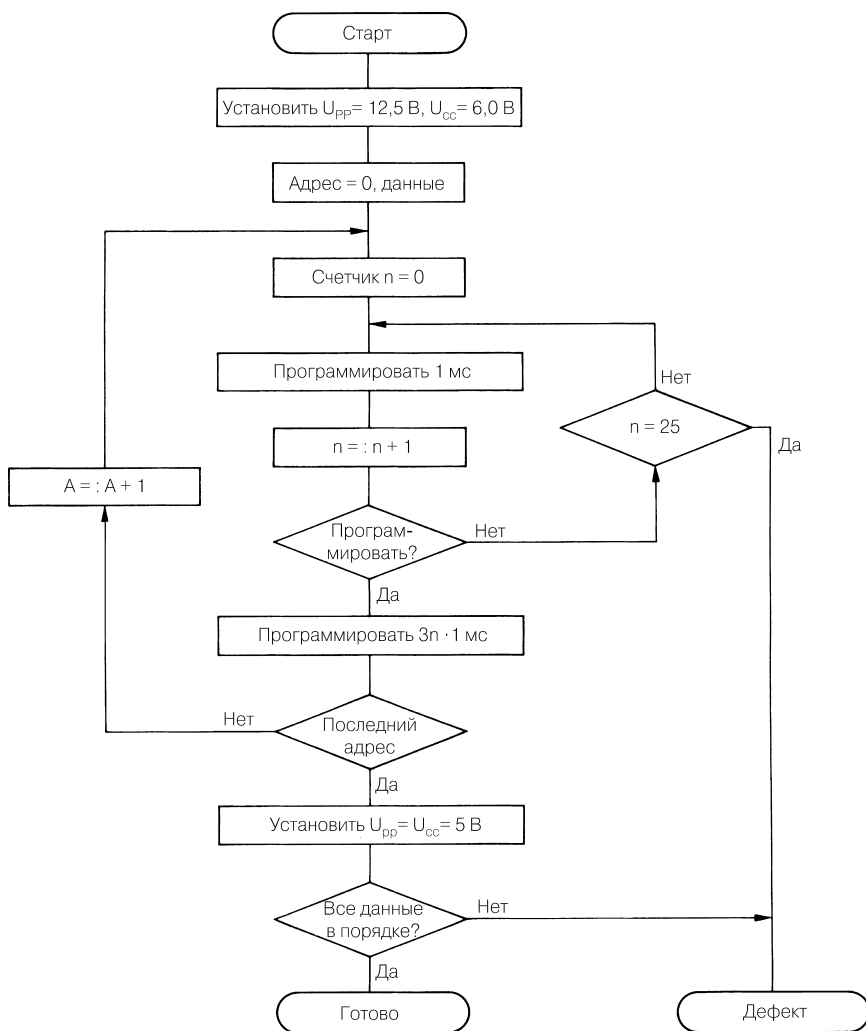 Старт
Установить U_PP = 12,5 В, U_cc = 6,0 В
Адрес = 0, данные
Счетчик n = 0
Программировать 1 мс
Нет
n = 25
Да
n = : n + 1
A = : A + 1
Програм-
мировать?
Нет
Да
Программировать 3n · 1 мс
Нет
Последний
адрес
Да
Установить U_pp = U_cc = 5 В
Все данные
в порядке?
Нет
Да
Готово
Дефект